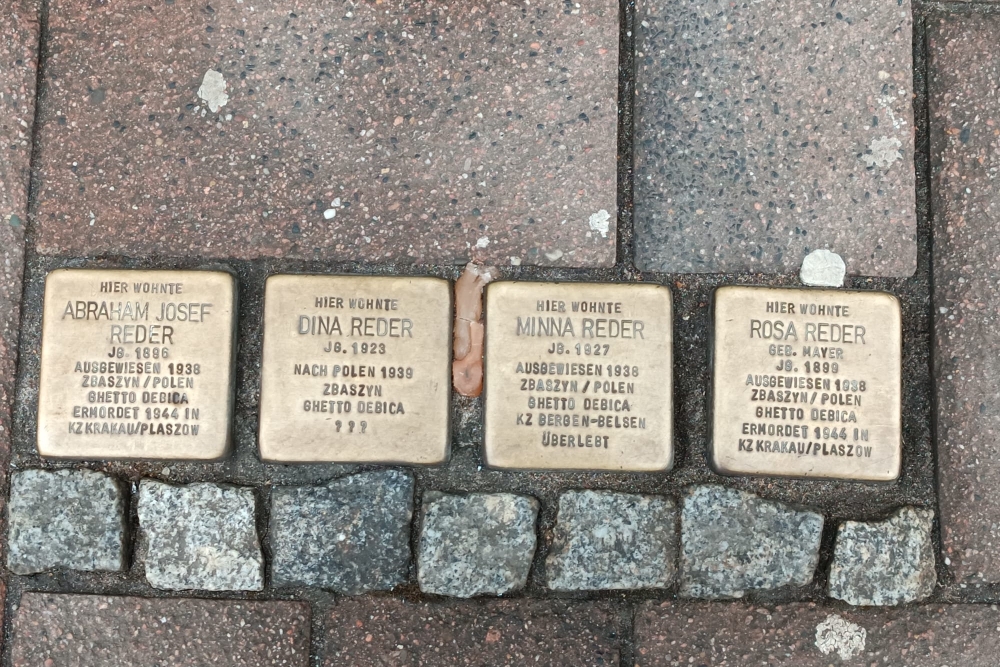 HIER WOHNTE
ABRAHAM JOSEF
REDER
JG. 1896
AUSGEWIESEN 1938
ZBASZYN/POLEN
GHETTO DEBICA
ERMORDET 1944 IN
KZ KRAKAU/PLASZOW
HIER WOHNTE
DINA REDER
JG. 1923
NACH POLEN 1939
ZBASZYN
GHETTO DEBICA
???
HIER WOHNTE
MINNA REDER
JG. 1927
AUSGEWIESEN 1938
ZBASZYN/POLEN
GHETTO DEBICA
KZ BERGEN-BELSEN
ÜBERLEBT
HIER WOHNTE
ROSA REDER
GEB. MAYER
JG. 1899
AUSGEWIESEN 1938
ZBASZYN/POLEN
GHETTO DEBICA
ERMORDET 1944 IN
KZ KRAKAU/PLASZOW